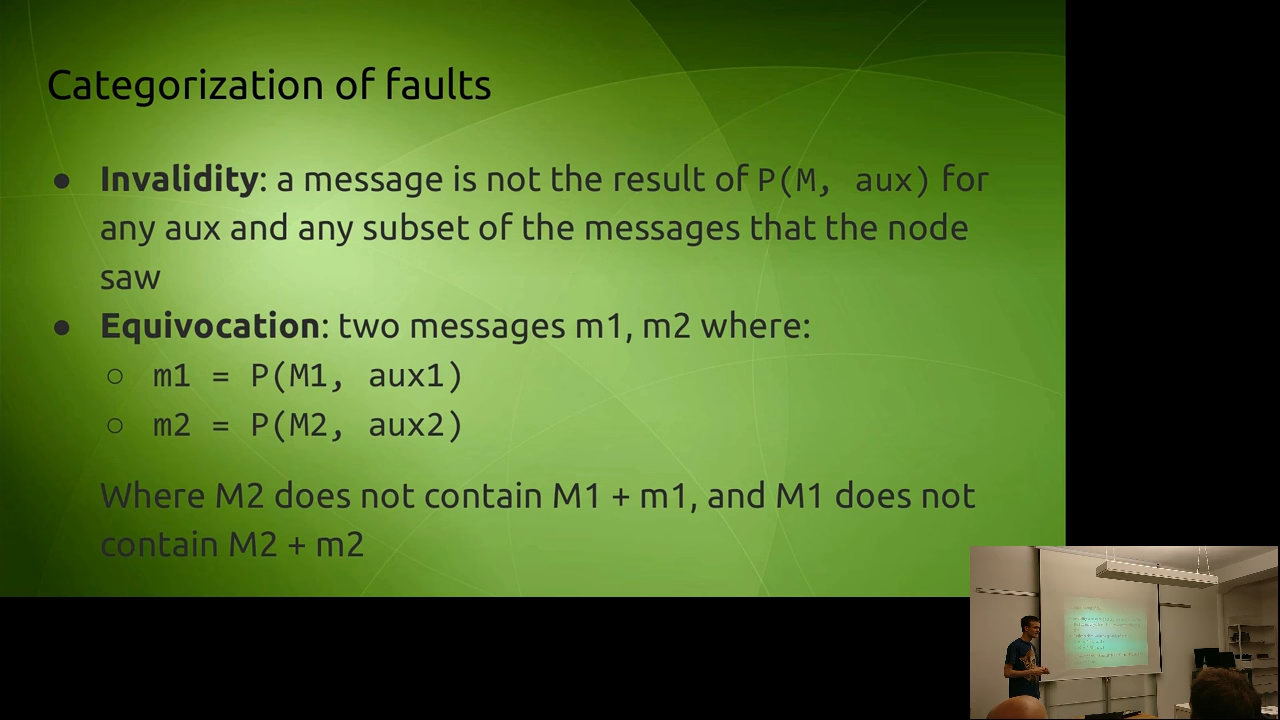 Categorization of faults
● Invalidity: a message is not the result of P(M, aux) for
any aux and any subset of the messages that the node
saw
● Equivocation: two messages m1, m2 where:
○ m1 = P(M1, aux1)
○ m2 = P(M2, aux2)
Where M2 does not contain M1 + m1, and M1 does not
contain M2 + m2